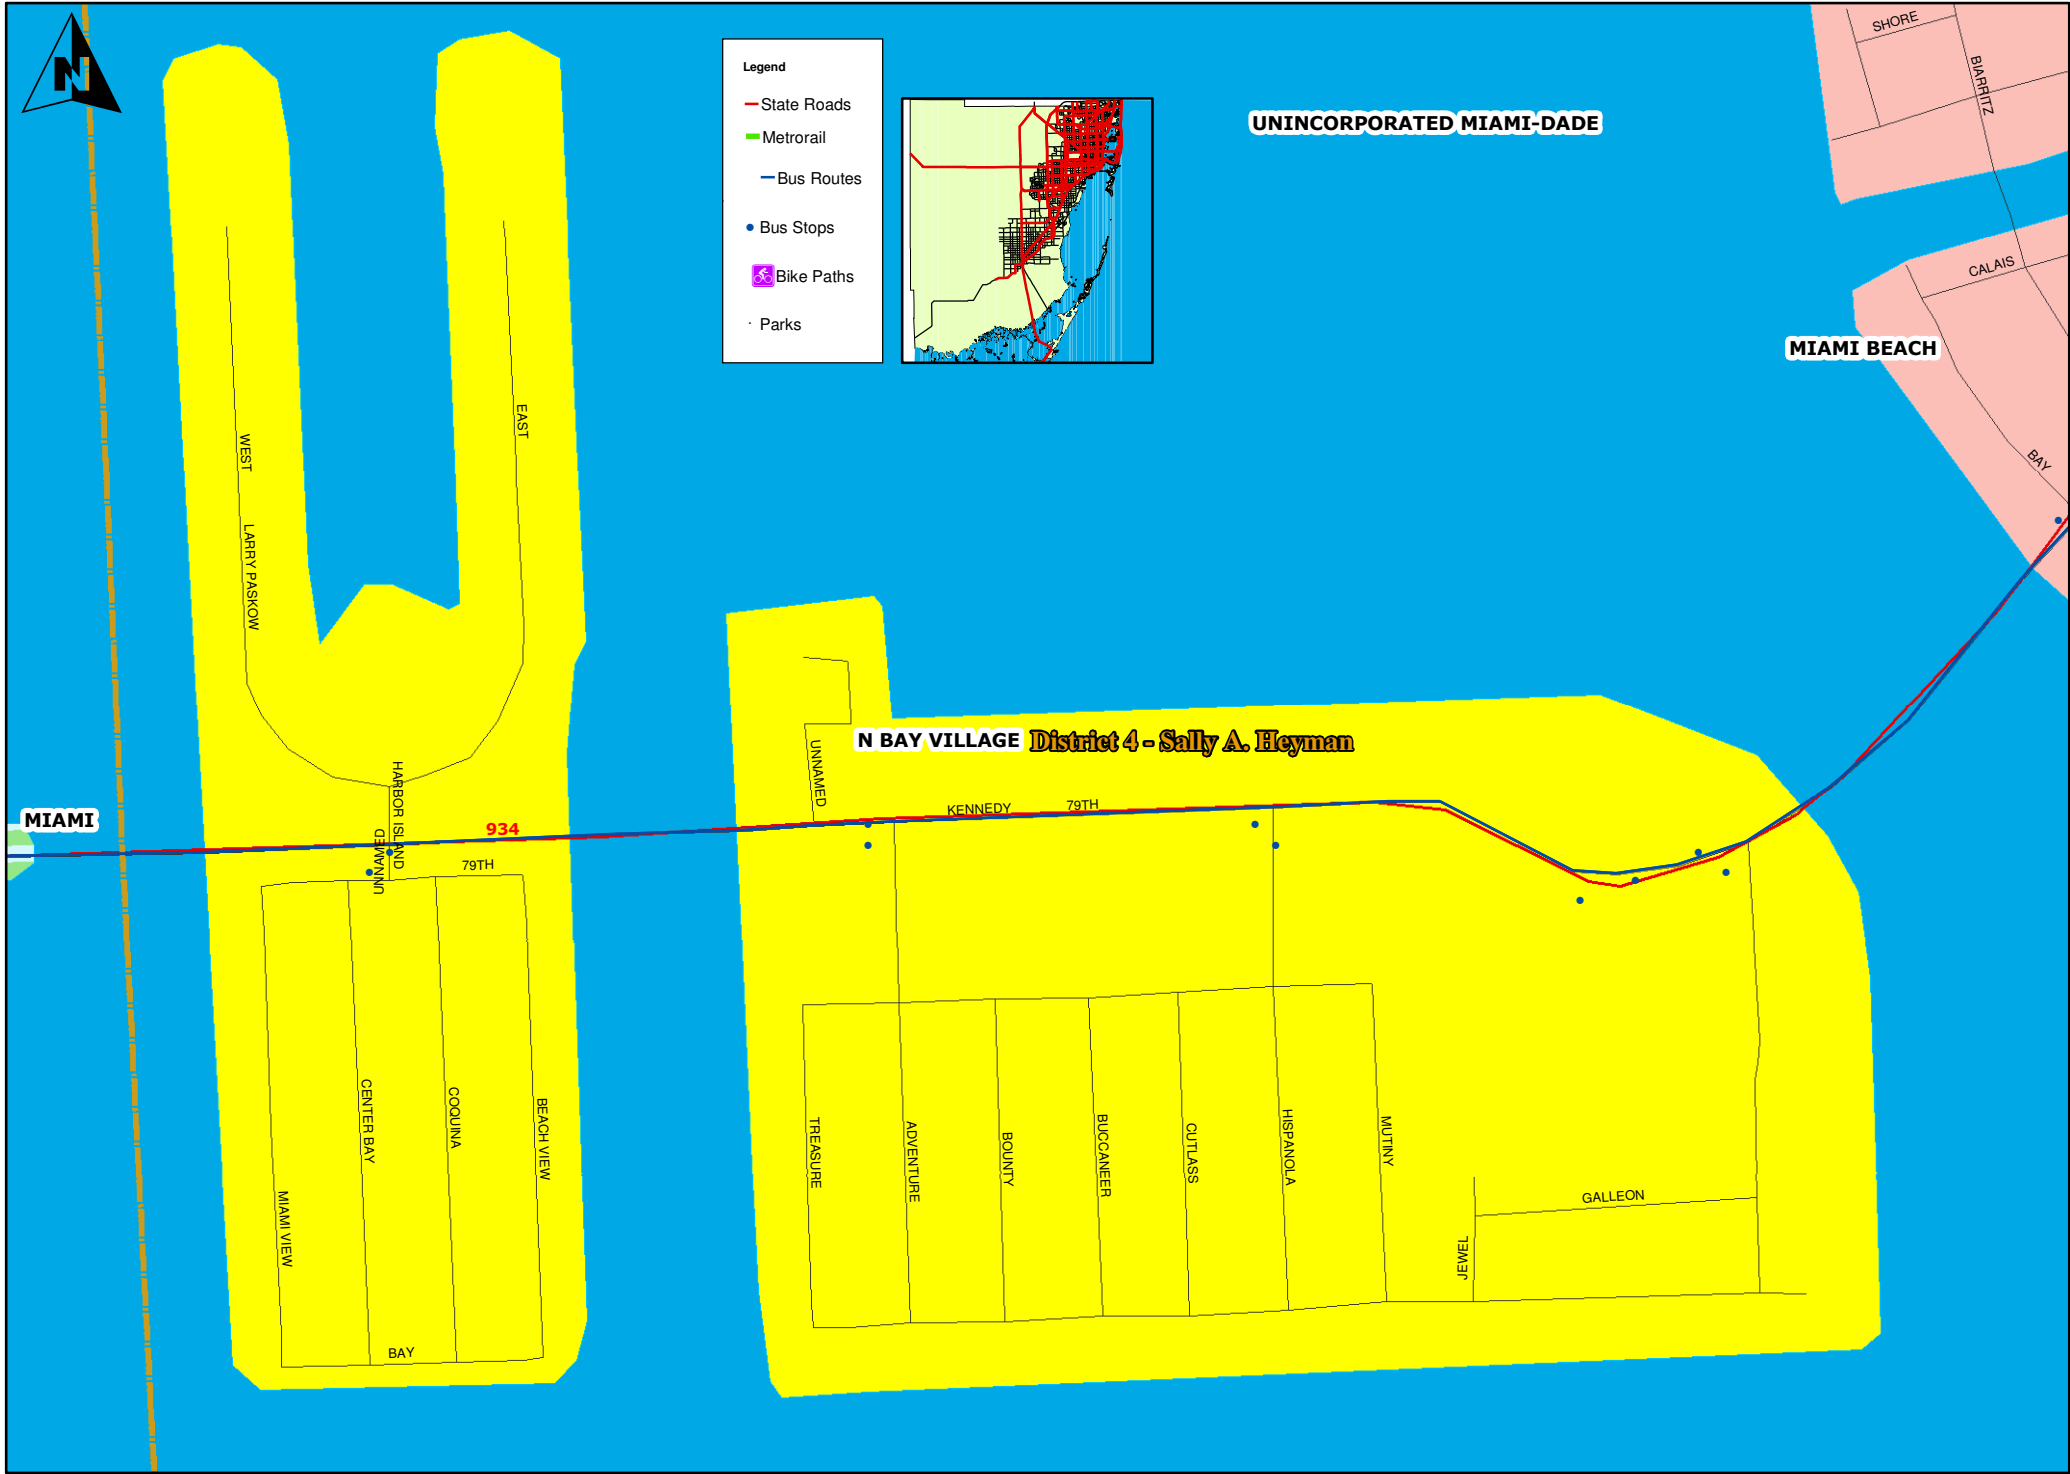 N
Legend
State Roads
Metrorail
Bus Routes
Bus Stops
Bike Paths
Parks
UNINCORPORATED MIAMI-DADE
SHORE
BIARRITZ
CALAIS
MIAMI BEACH
BAY
WEST
LARRY PASKOW
EAST
HARBOR ISLAND
UNNAMED
MIAMI
934
79TH
UNNAMED
N BAY VILLAGE
District 4 - Sally A. Heyman
KENNEDY
79TH
MIAMI VIEW
CENTER BAY
COQUINA
BEACH VIEW
BAY
TREASURE
ADVENTURE
BOUNTY
BUCCANEER
CUTLASS
HISPANOLA
MUTINY
JEWEL
GALLEON